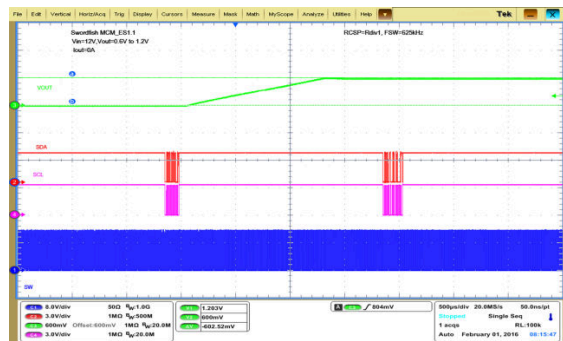 File Edit Vertical Horiz/Acq Trig Display Cursors Measure Mask Math MyScope Analyze Utilities Help
Tek
Swordfish MCM_ES1.1
Vin=12V,Vout=0.6V to 1.2V
Iout=0A
RCSP=Rdiv1, FSW=625kHz
VOUT
SDA
SCL
SW
8.0V/div 50Ω BW:1.0G
3.0V/div 1MΩ BW:500M
600mV Offset:600mV 1MΩ BW:20.0M
3.0V/div 1MΩ BW:20.0M
1.203V
600mV
-602.52mV
A 804mV
500µs/div 20.0MS/s 50.0ns/pt
Stopped Single Seq
1 acqs RL:100k
Auto February 01, 2016 08:15:47